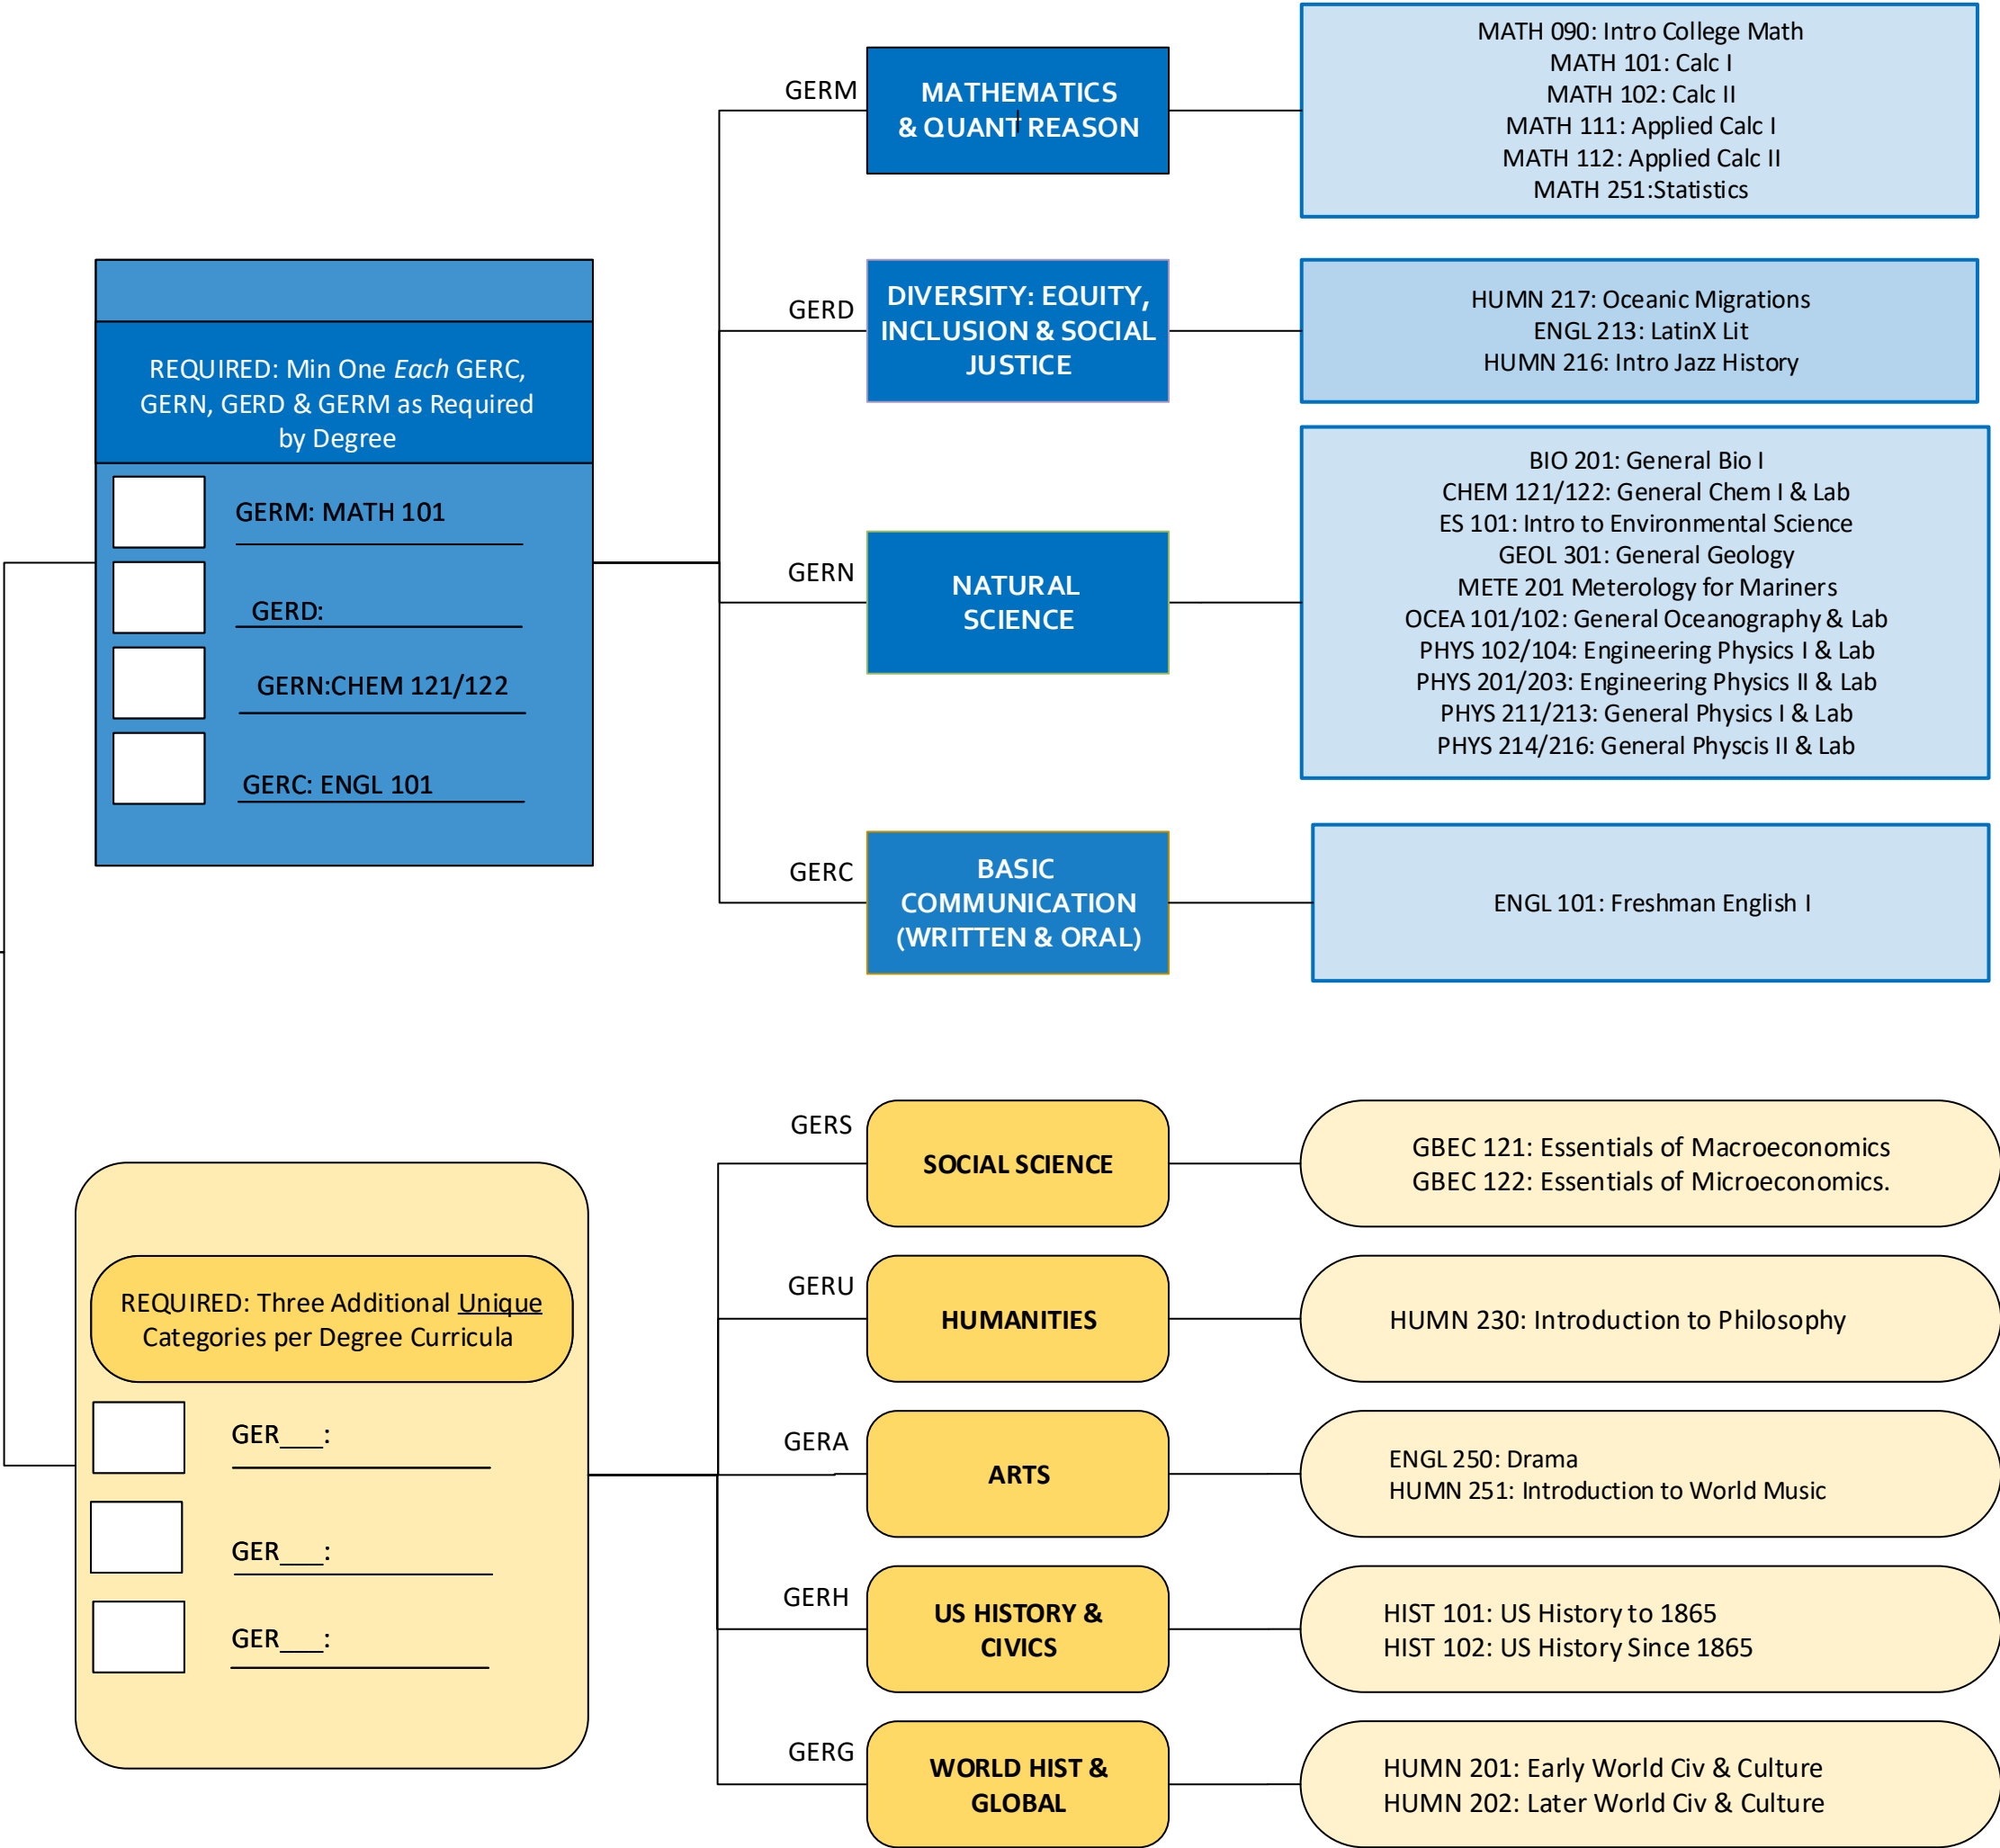 GERM
MATHEMATICS
& QUANT REASON
MATH 090: Intro College Math
MATH 101: Calc I
MATH 102: Calc II
MATH 111: Applied Calc I
MATH 112: Applied Calc II
MATH 251:Statistics
REQUIRED: Min One Each GERC,
GERN, GERD & GERM as Required
by Degree
GERM: MATH 101
GERD:
GERN:CHEM 121/122
GERC: ENGL 101
GERD
DIVERSITY: EQUITY,
INCLUSION & SOCIAL
JUSTICE
HUMN 217: Oceanic Migrations
ENGL 213: LatinX Lit
HUMN 216: Intro Jazz History
GERN
NATURAL
SCIENCE
BIO 201: General Bio I
CHEM 121/122: General Chem I & Lab
ES 101: Intro to Environmental Science
GEOL 301: General Geology
METE 201 Meterology for Mariners
OCEA 101/102: General Oceanography & Lab
PHYS 102/104: Engineering Physics I & Lab
PHYS 201/203: Engineering Physics II & Lab
PHYS 211/213: General Physics I & Lab
PHYS 214/216: General Physcis II & Lab
GERC
BASIC
COMMUNICATION
(WRITTEN & ORAL)
ENGL 101: Freshman English I
REQUIRED: Three Additional Unique
Categories per Degree Curricula
GER___:
GER___:
GER___:
GERS
SOCIAL SCIENCE
GBEC 121: Essentials of Macroeconomics
GBEC 122: Essentials of Microeconomics.
GERU
HUMANITIES
HUMN 230: Introduction to Philosophy
GERA
ARTS
ENGL 250: Drama
HUMN 251: Introduction to World Music
GERH
US HISTORY &
CIVICS
HIST 101: US History to 1865
HIST 102: US History Since 1865
GERG
WORLD HIST &
GLOBAL
HUMN 201: Early World Civ & Culture
HUMN 202: Later World Civ & Culture